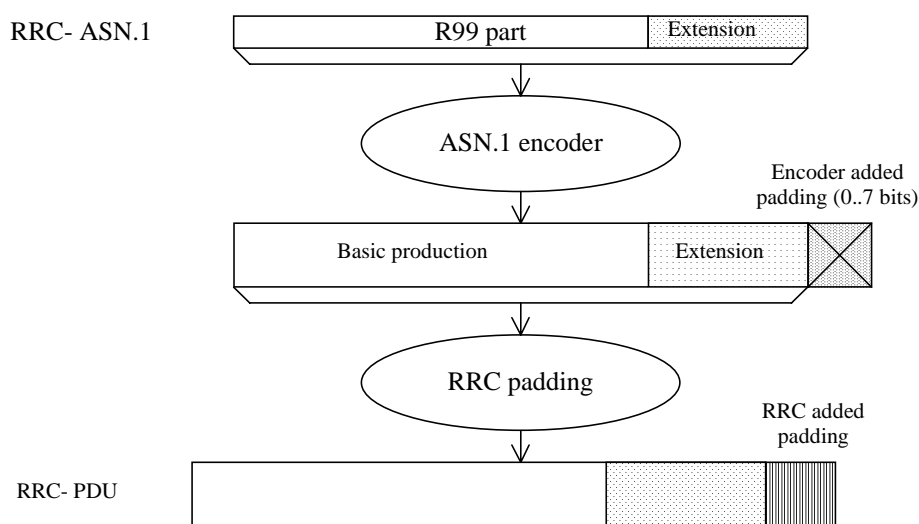 RRC- ASN.1
R99 part
Extension
ASN.1 encoder
Encoder added
padding (0..7 bits)
Basic production
Extension
RRC padding
RRC added
padding
RRC- PDU